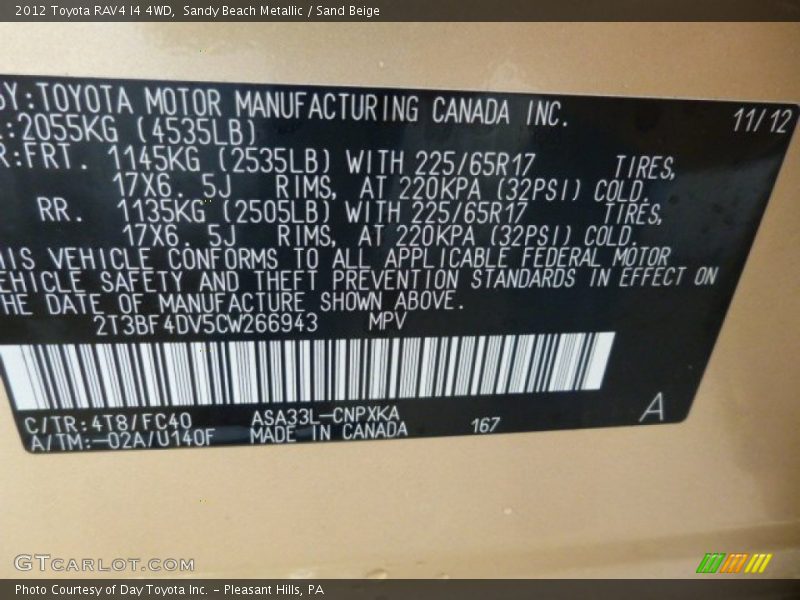 2012 Toyota RAV4 I4 4WD, Sandy Beach Metallic / Sand Beige
BY:TOYOTA MOTOR MANUFACTURING CANADA INC. 11/12
:2055KG (4535LB)
R:FRT. 1145KG (2535LB) WITH 225/65R17 TIRES,
17X6. 5J RIMS, AT 220KPA (32PSI) COLD.
RR. 1135KG (2505LB) WITH 225/65R17 TIRES,
17X6. 5J RIMS, AT 220KPA (32PSI) COLD.
HIS VEHICLE CONFORMS TO ALL APPLICABLE FEDERAL MOTOR
EHICLE SAFETY AND THEFT PREVENTION STANDARDS IN EFFECT ON
HE DATE OF MANUFACTURE SHOWN ABOVE.
2T3BF4DV5CW266943 MPV
C/TR:4T8/FC40 ASA33L-CNPXKA 167 A
A/TM:-02A/U140F MADE IN CANADA
GTCARLOT.COM
Photo Courtesy of Day Toyota Inc. - Pleasant Hills, PA